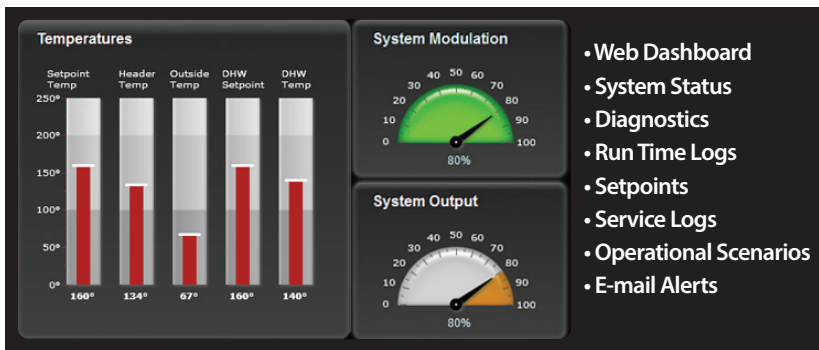 Temperatures
Setpoint Temp
Header Temp
Outside Temp
DHW Setpoint
DHW Temp
250°
200°
150°
100°
50°
0°
160°
134°
67°
160°
140°
System Modulation
0
10
20
30
40
50
60
70
80
90
100
80%
System Output
0
10
20
30
40
50
60
70
80
90
100
80%
• Web Dashboard
• System Status
• Diagnostics
• Run Time Logs
• Setpoints
• Service Logs
• Operational Scenarios
• E-mail Alerts